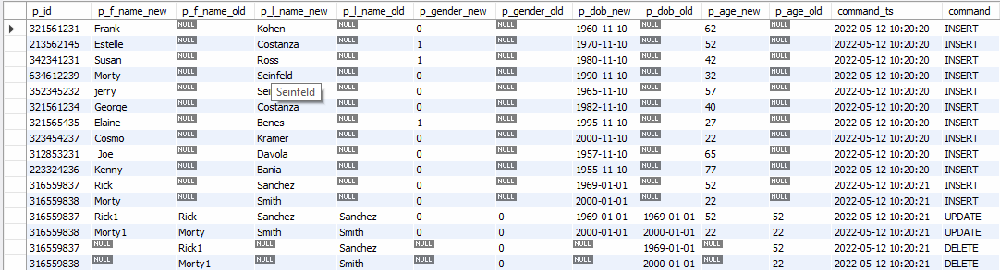 p_id p_f_name_new p_f_name_old p_l_name_new p_l_name_old p_gender_new p_gender_old p_dob_new p_dob_old p_age_new p_age_old command_ts command
321561231 Frank NULL Kohen NULL 0 NULL 1960-11-10 NULL 62 NULL 2022-05-12 10:20:20 INSERT
213562145 Estelle NULL Costanza NULL 1 NULL 1970-11-10 NULL 52 NULL 2022-05-12 10:20:20 INSERT
342341231 Susan NULL Ross NULL 1 NULL 1980-11-10 NULL 42 NULL 2022-05-12 10:20:20 INSERT
634612239 Morty NULL Seinfeld NULL 0 NULL 1990-11-10 NULL 32 NULL 2022-05-12 10:20:20 INSERT
352345232 jerry NULL Sei NULL 0 NULL 1965-11-10 NULL 57 NULL 2022-05-12 10:20:20 INSERT
Seinfeld
321561234 George NULL Costanza NULL 0 NULL 1982-11-10 NULL 40 NULL 2022-05-12 10:20:20 INSERT
321565435 Elaine NULL Benes NULL 1 NULL 1995-11-10 NULL 27 NULL 2022-05-12 10:20:20 INSERT
323454237 Cosmo NULL Kramer NULL 0 NULL 2000-11-10 NULL 22 NULL 2022-05-12 10:20:20 INSERT
312853231 Joe NULL Davola NULL 0 NULL 1957-11-10 NULL 65 NULL 2022-05-12 10:20:20 INSERT
223324236 Kenny NULL Bania NULL 0 NULL 1955-11-10 NULL 77 NULL 2022-05-12 10:20:20 INSERT
316559837 Rick NULL Sanchez NULL 0 NULL 1969-01-01 NULL 52 NULL 2022-05-12 10:20:21 INSERT
316559838 Morty NULL Smith NULL 0 NULL 2000-01-01 NULL 22 NULL 2022-05-12 10:20:21 INSERT
316559837 Rick1 Rick Sanchez Sanchez 0 0 1969-01-01 1969-01-01 52 52 2022-05-12 10:20:21 UPDATE
316559838 Morty1 Morty Smith Smith 0 0 2000-01-01 2000-01-01 22 22 2022-05-12 10:20:21 UPDATE
316559837 NULL Rick1 NULL Sanchez NULL 0 NULL 1969-01-01 NULL 52 2022-05-12 10:20:21 DELETE
316559838 NULL Morty1 NULL Smith NULL 0 NULL 2000-01-01 NULL 22 2022-05-12 10:20:21 DELETE